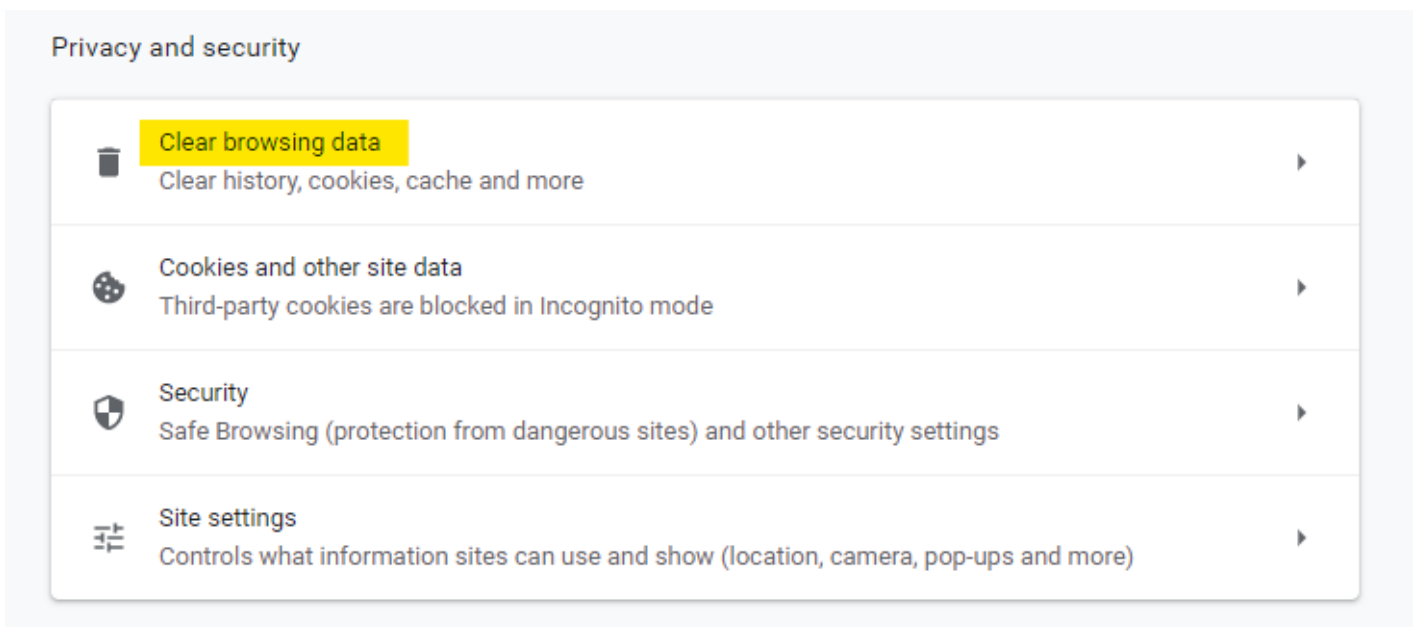 Privacy and security
Clear browsing data
Clear history, cookies, cache and more
Cookies and other site data
Third-party cookies are blocked in Incognito mode
Security
Safe Browsing (protection from dangerous sites) and other security settings
Site settings
Controls what information sites can use and show (location, camera, pop-ups and more)